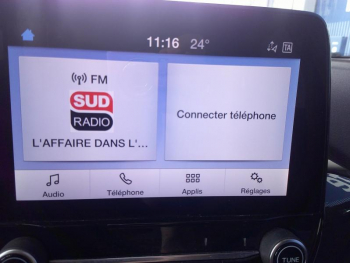 11:16 24°
TA
FM
SUD
RADIO
L'AFFAIRE DANS L'...
Connecter téléphone
Audio
Téléphone
Applis
Réglages
TUNE